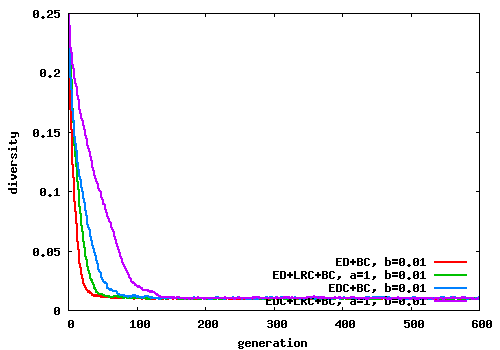 0.25
0.2
0.15
0.1
0.05
0
diversity
ED+BC, b=0.01
ED+LRC+BC, a=1, b=0.01
EDC+BC, b=0.01
EDC+LRC+BC, a=1, b=0.01
0 100 200 300 400 500 600
generation